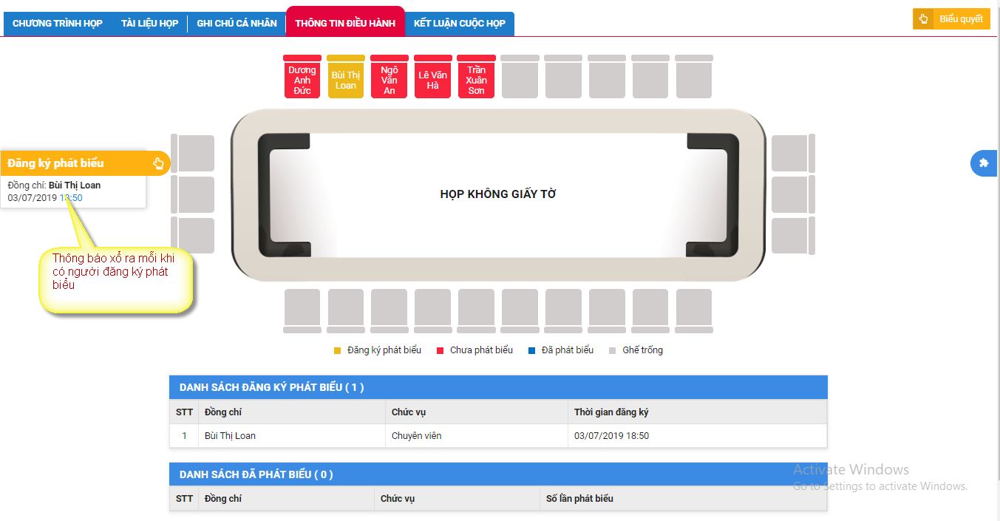 CHƯƠNG TRÌNH HỌP
TÀI LIỆU HỌP
GHI CHÚ CÁ NHÂN
THÔNG TIN ĐIỀU HÀNH
KẾT LUẬN CUỘC HỌP
Biểu quyết
Dương
Anh
Đức
Bùi Thị
Loan
Ngô
Văn
An
Lê Văn
Hà
Trần
Xuân
Sơn
Đăng ký phát biểu
Đồng chí: Bùi Thị Loan
03/07/2019 18:50
Thông báo xổ ra mỗi khi
có người đăng ký phát
biểu
HỌP KHÔNG GIẤY TỜ
Đăng ký phát biểu
Chưa phát biểu
Đã phát biểu
Ghế trống
DANH SÁCH ĐĂNG KÝ PHÁT BIỂU ( 1 )
STT Đồng chí Chức vụ Thời gian đăng ký
1 Bùi Thị Loan Chuyên viên 03/07/2019 18:50
DANH SÁCH ĐÃ PHÁT BIỂU ( 0 )
STT Đồng chí Chức vụ Số lần phát biểu
Activate Windows
Go to Settings to activate Windows.